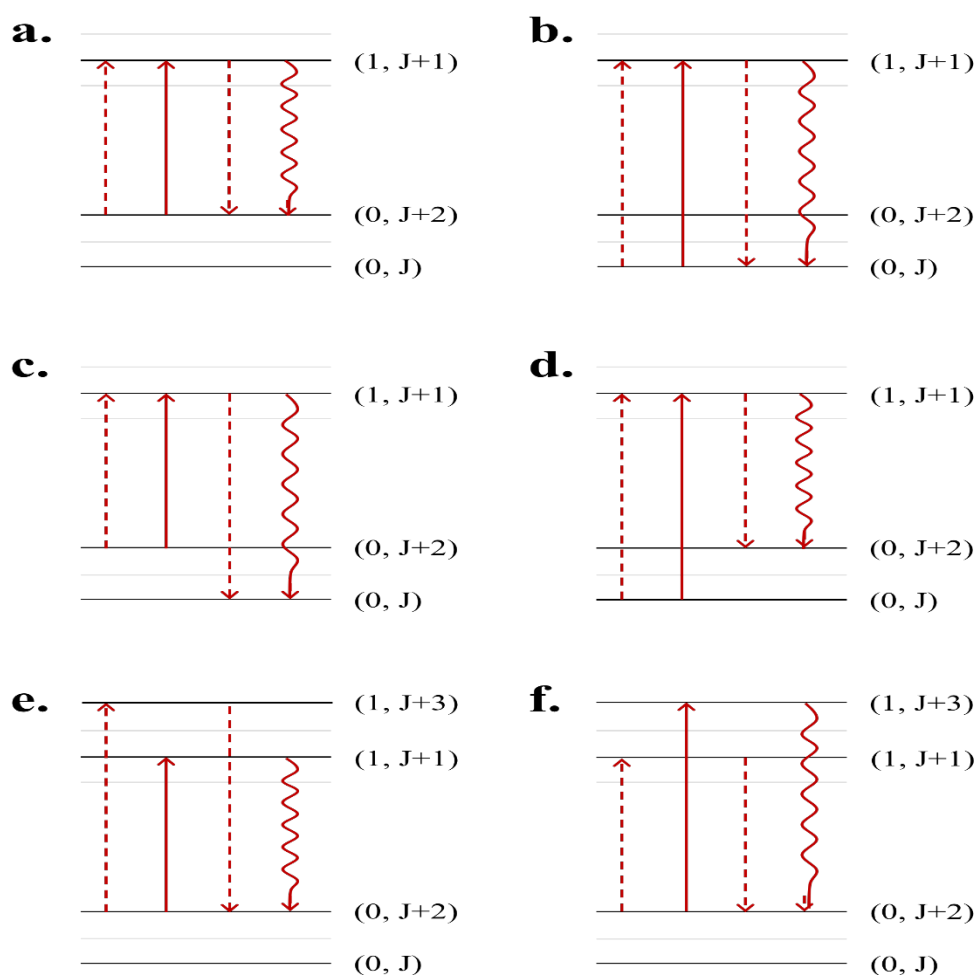 a.
(1, J+1)
(0, J+2)
(0, J)
b.
(1, J+1)
(0, J+2)
(0, J)
c.
(1, J+1)
(0, J+2)
(0, J)
d.
(1, J+1)
(0, J+2)
(0, J)
e.
(1, J+3)
(1, J+1)
(0, J+2)
(0, J)
f.
(1, J+3)
(1, J+1)
(0, J+2)
(0, J)